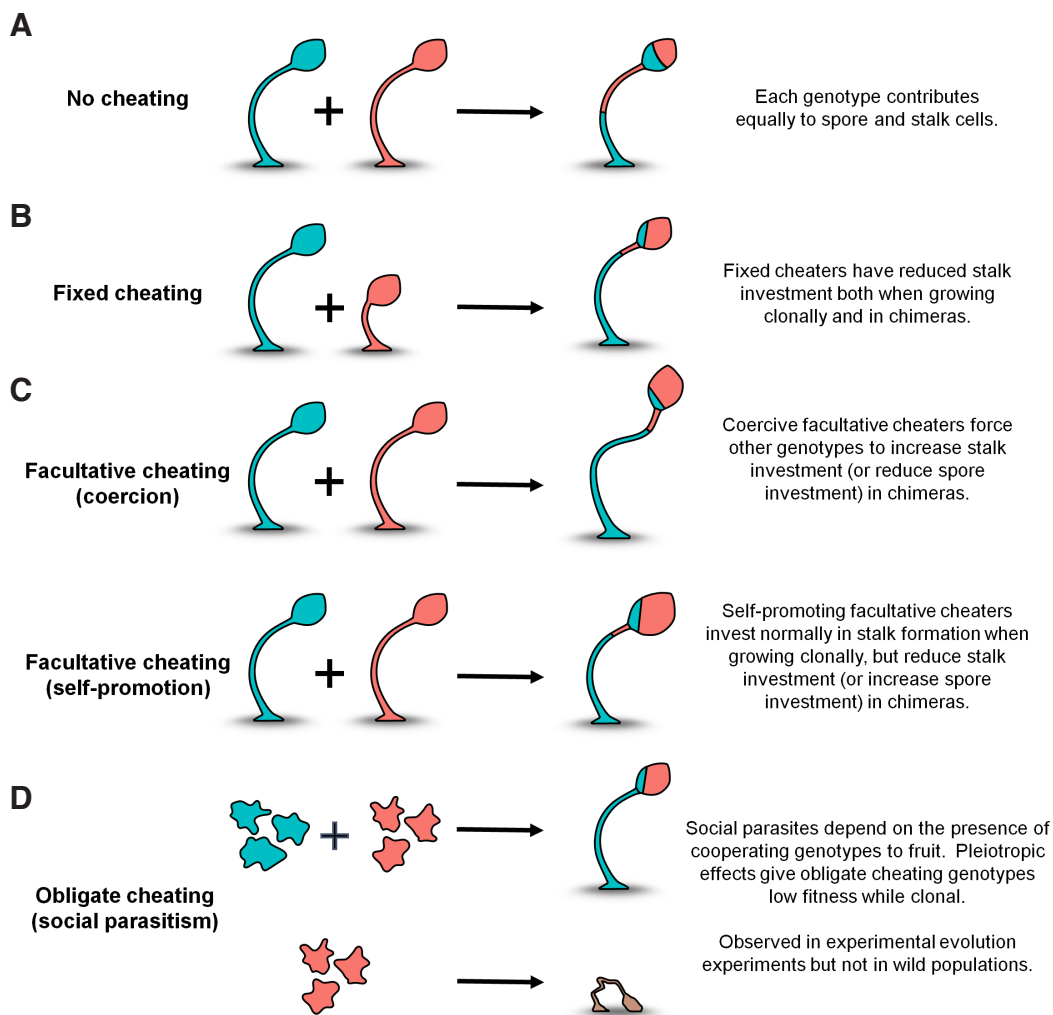 A
No cheating
Each genotype contributes
equally to spore and stalk cells.
B
Fixed cheating
Fixed cheaters have reduced stalk
investment both when growing
clonally and in chimeras.
C
Facultative cheating
(coercion)
Coercive facultative cheaters force
other genotypes to increase stalk
investment (or reduce spore
investment) in chimeras.
Facultative cheating
(self-promotion)
Self-promoting facultative cheaters
invest normally in stalk formation when
growing clonally, but reduce stalk
investment (or increase spore
investment) in chimeras.
D
Obligate cheating
(social parasitism)
Social parasites depend on the presence of
cooperating genotypes to fruit.  Pleiotropic
effects give obligate cheating genotypes
low fitness while clonal.
Observed in experimental evolution
experiments but not in wild populations.